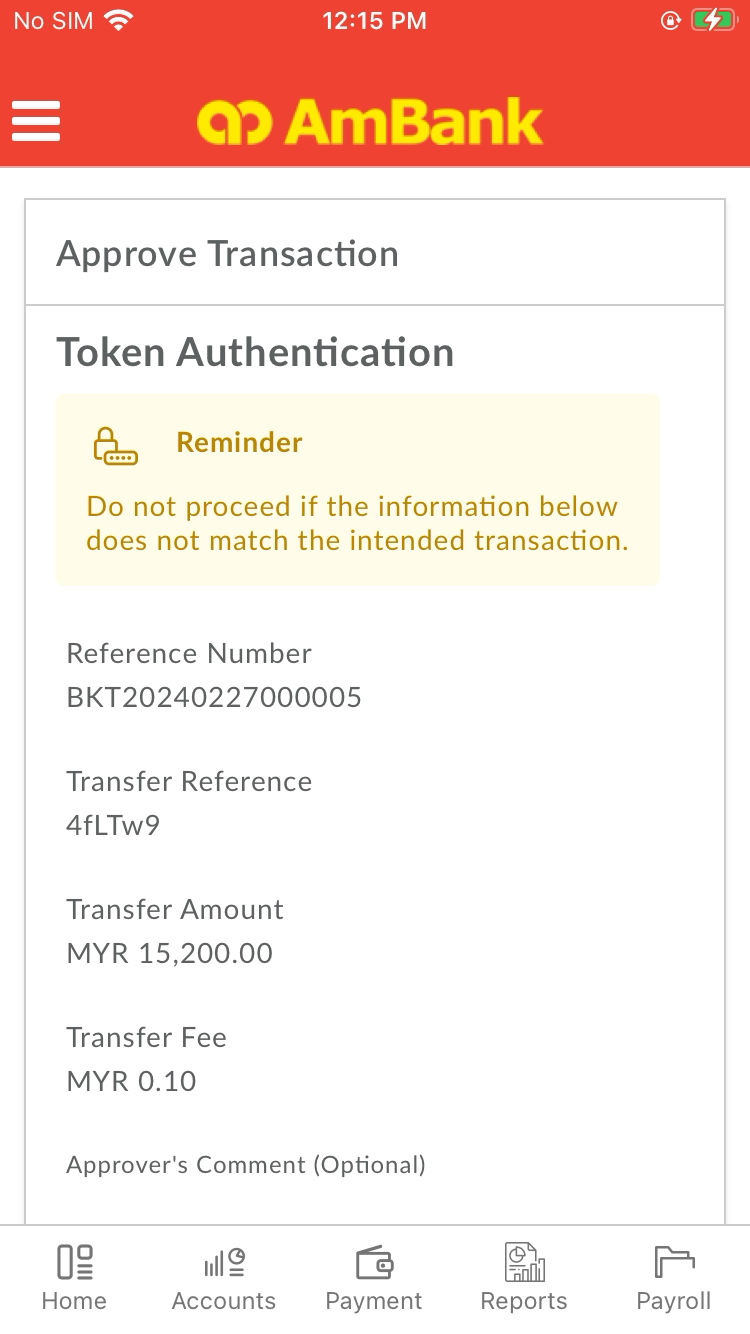 No SIM 12:15 PM
AmBank
Approve Transaction
Token Authentication
Reminder
Do not proceed if the information below
does not match the intended transaction.
Reference Number
BKT20240227000005
Transfer Reference
4fLTw9
Transfer Amount
MYR 15,200.00
Transfer Fee
MYR 0.10
Approver's Comment (Optional)
Home Accounts Payment Reports Payroll